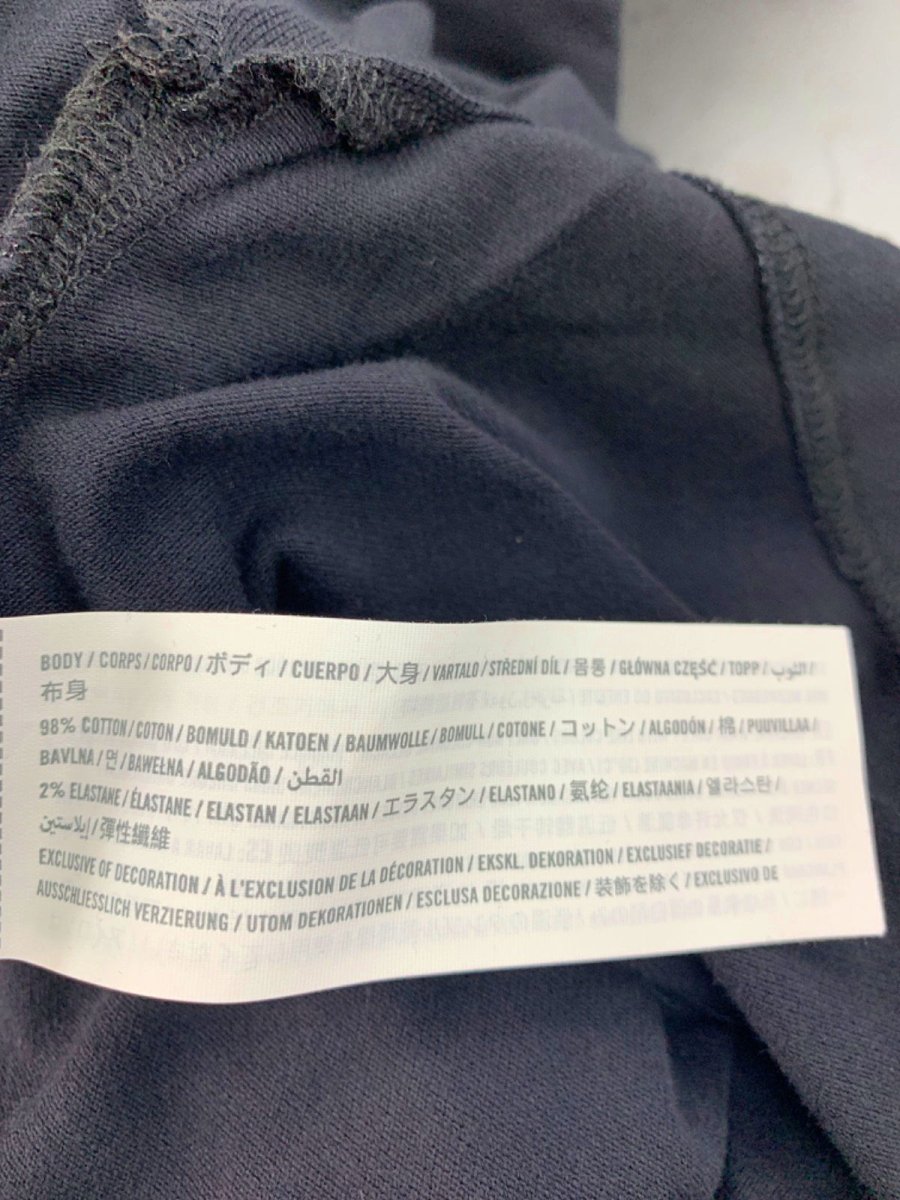 BODY / CORPS / CORPO / ボディ / CUERPO / 大身 / VARTALO / STŘEDNÍ DÍL / 몸통 / GŁÓWNA CZĘŚĆ / TOPP / الثوب /
布身
98% COTTON / COTON / BOMULD / KATOEN / BAUMWOLLE / BOMULL / COTONE / コットン / ALGODÓN / 棉 / PUUVILLAA /
BAVLNA / 면 / BAWEŁNA / ALGODÃO / القطن
2% ELASTANE / ÉLASTANE / ELASTAN / ELASTAAN / エラスタン / ELASTANO / 氨纶 / ELASTAANIA / 엘라스탄 /
إيلاستين / 彈性纖維
EXCLUSIVE OF DECORATION / À L'EXCLUSION DE LA DÉCORATION / EKSKL. DEKORATION / EXCLUSIEF DECORATIE /
AUSSCHLIESSLICH VERZIERUNG / UTOM DEKORATIONEN / ESCLUSA DECORAZIONE / 装飾を除く / EXCLUSIVO DE